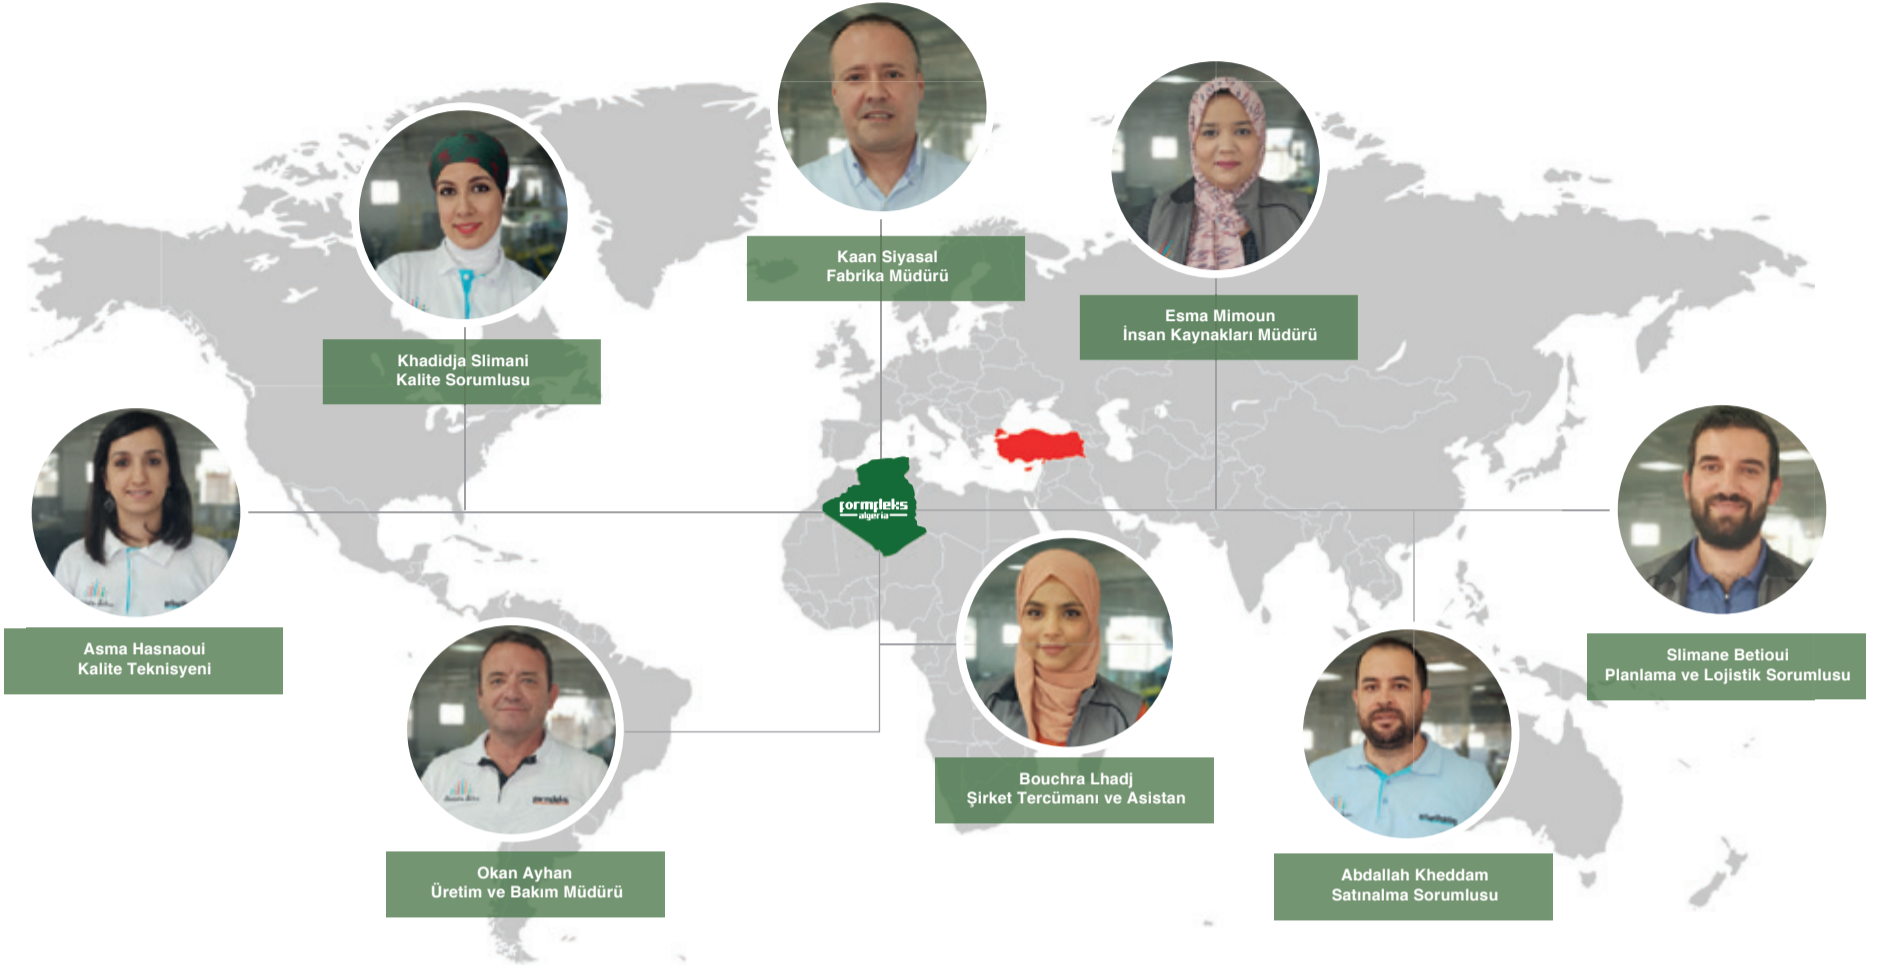 Kaan Siyasal
Fabrika Müdürü
Esma Mimoun
İnsan Kaynakları Müdürü
Khadidja Slimani
Kalite Sorumlusu
formfleks
algeria
Asma Hasnaoui
Kalite Teknisyeni
Slimane Betioui
Planlama ve Lojistik Sorumlusu
Bouchra Lhadj
Şirket Tercümanı ve Asistan
Okan Ayhan
Üretim ve Bakım Müdürü
Abdallah Kheddam
Satınalma Sorumlusu